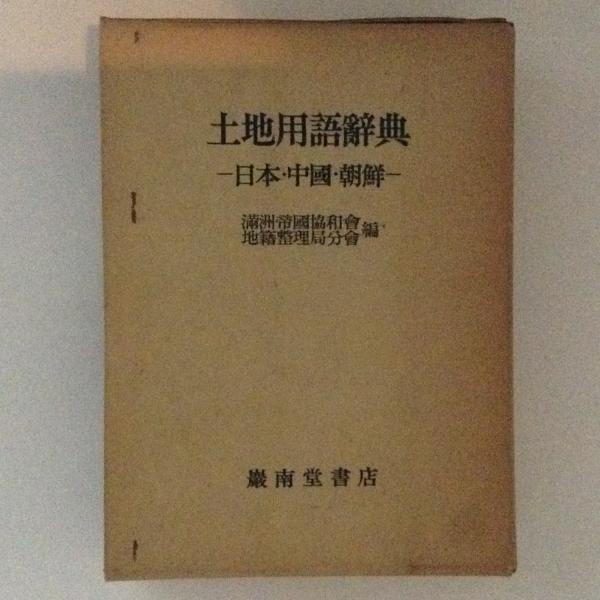 土地用語辭典
─日本・中國・朝鮮─
滿洲帝國協和會
地籍整理局分會 編
巖南堂書店